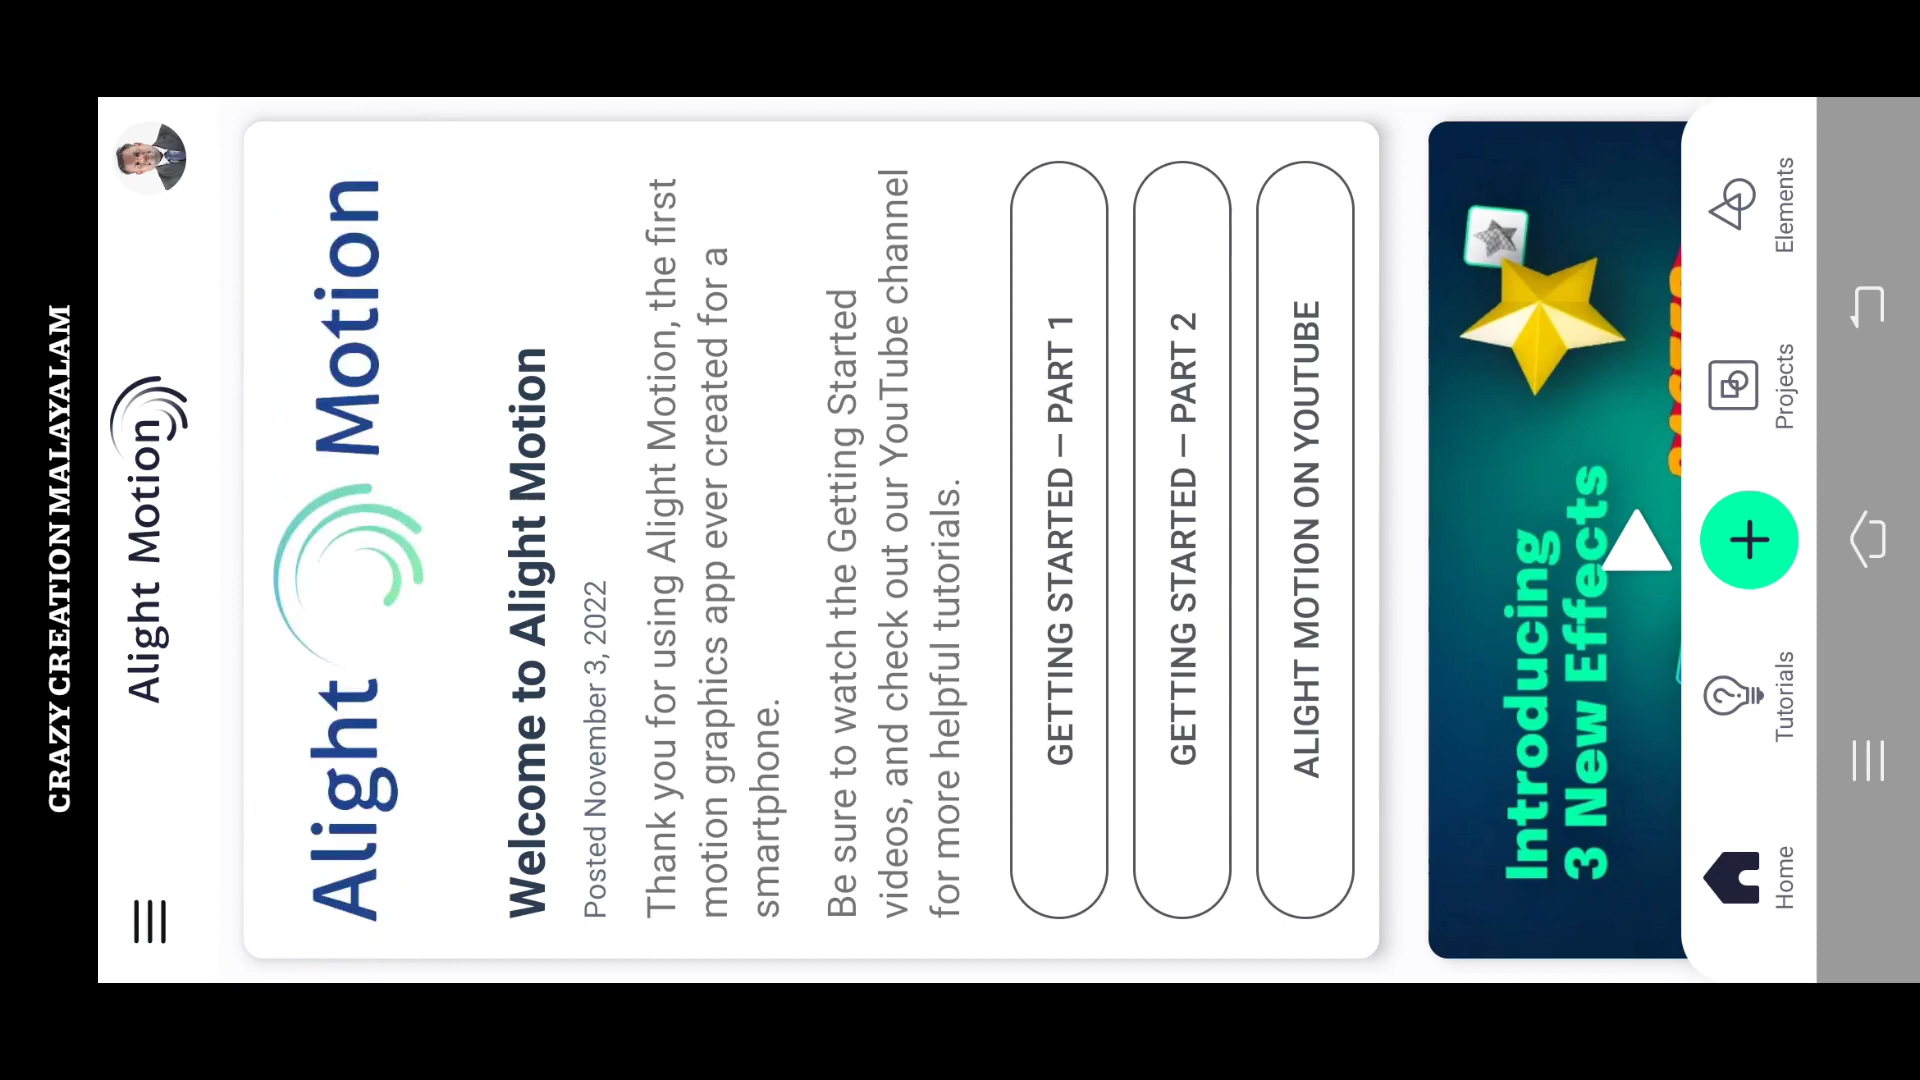 CRAZY CREATION MALAYALAM
Alight Motion
Alight Motion
Welcome to Alight Motion
Posted November 3, 2022
Thank you for using Alight Motion, the first
motion graphics app ever created for a
smartphone.
Be sure to watch the Getting Started
videos, and check out our YouTube channel
for more helpful tutorials.
GETTING STARTED – PART 1
GETTING STARTED – PART 2
ALIGHT MOTION ON YOUTUBE
Introducing
3 New Effects
Home
Tutorials
Projects
Elements